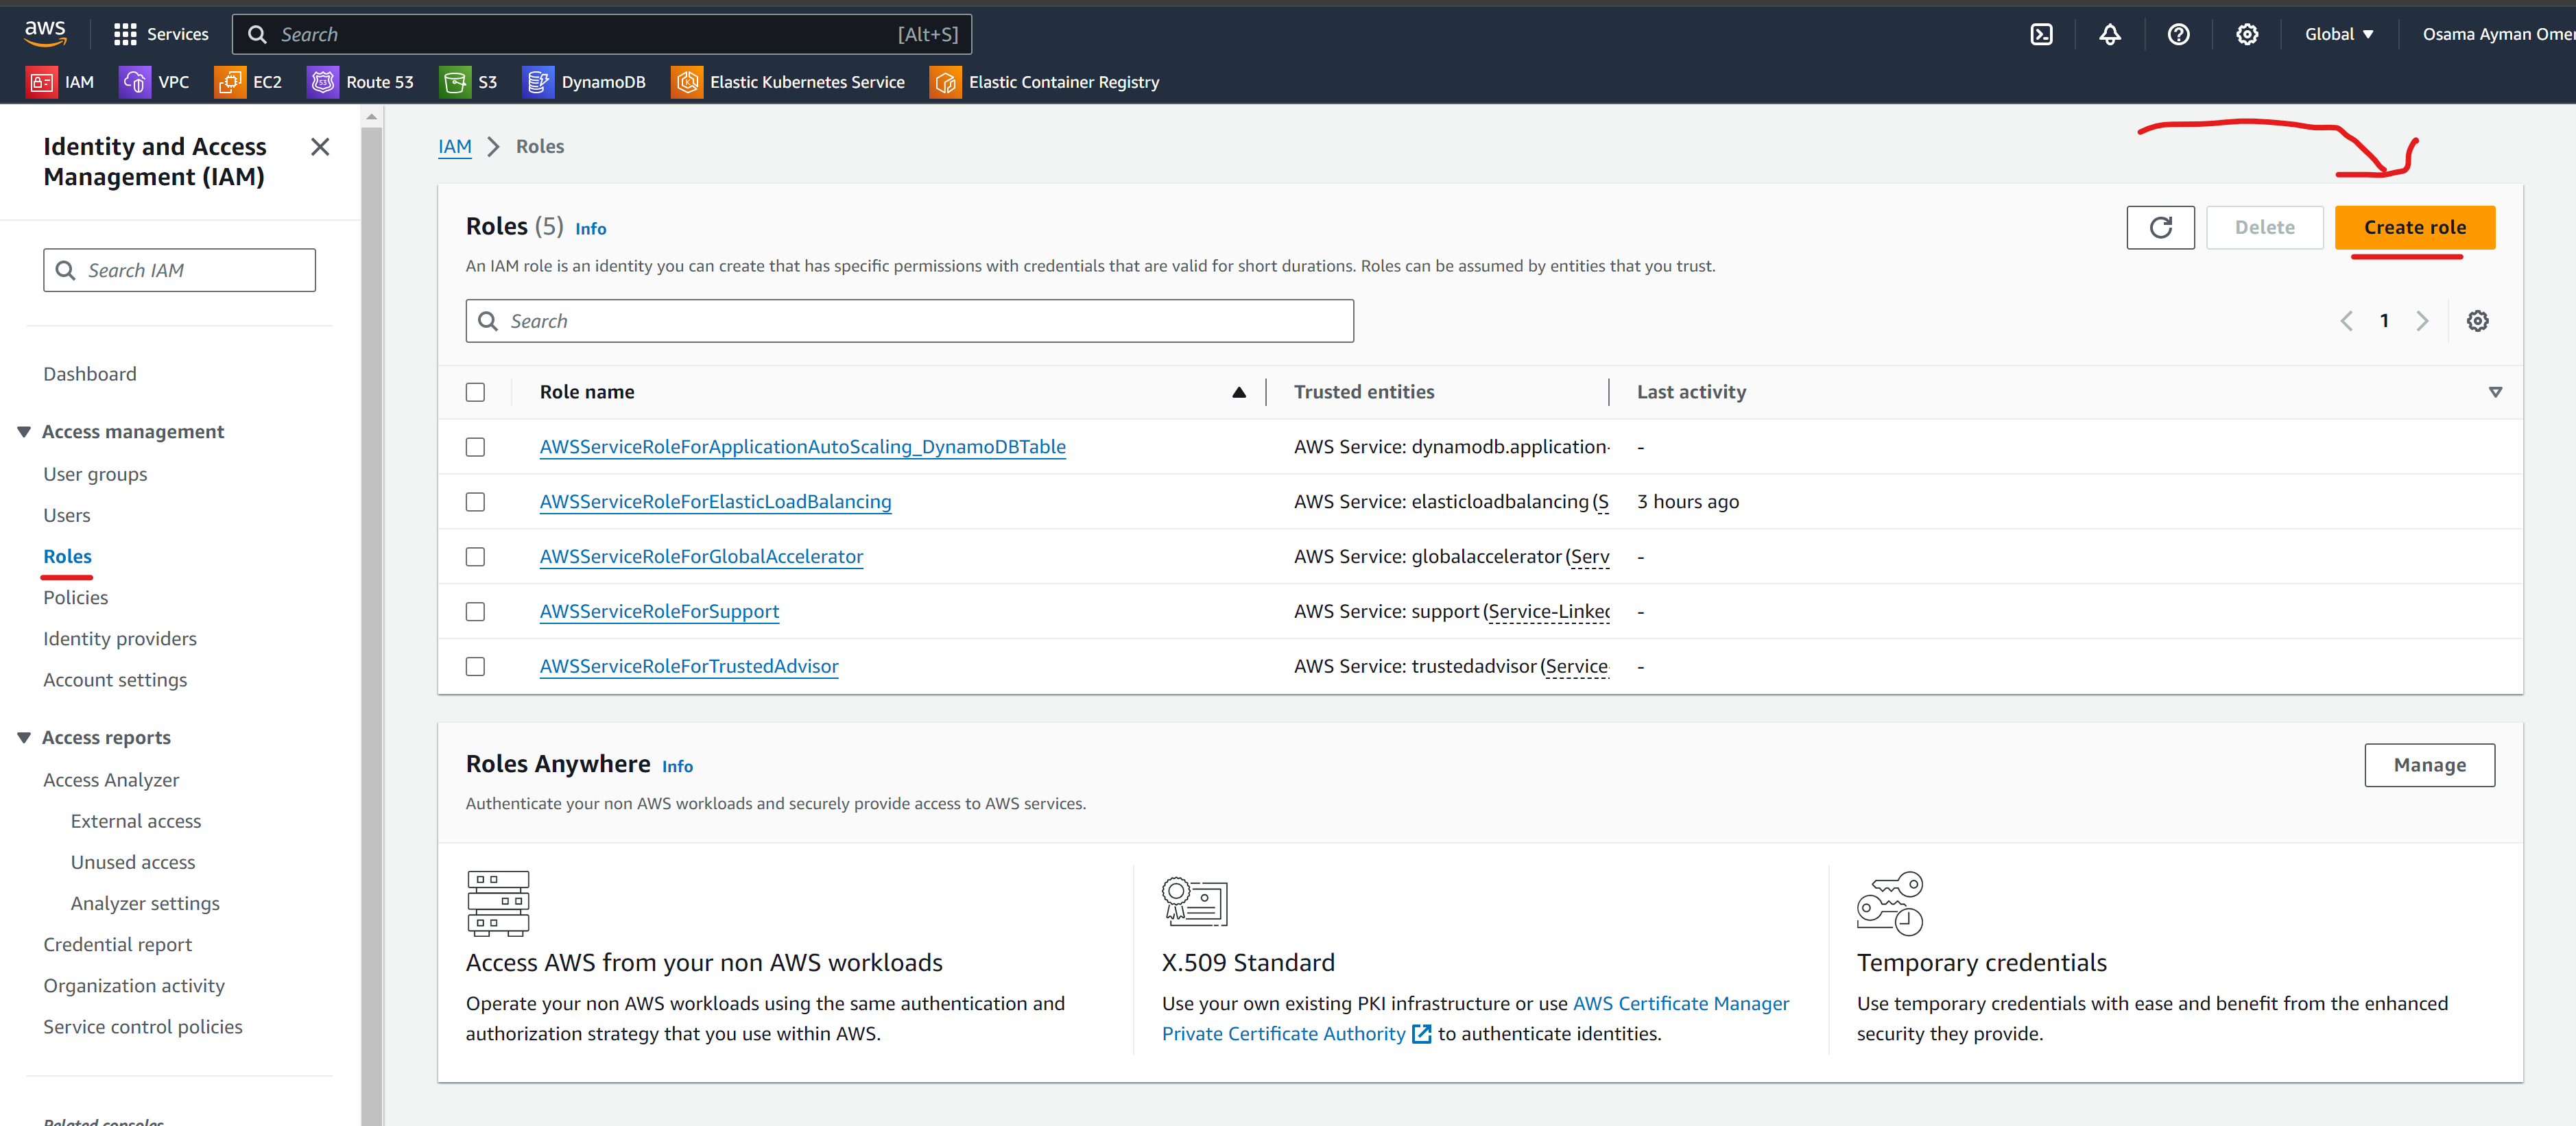 aws
Services
Search
[Alt+S]
Global
Osama Ayman Omer
IAM
VPC
EC2
Route 53
S3
DynamoDB
Elastic Kubernetes Service
Elastic Container Registry
Identity and Access
Management (IAM)
Search IAM
Dashboard
Access management
User groups
Users
Roles
Policies
Identity providers
Account settings
Access reports
Access Analyzer
External access
Unused access
Analyzer settings
Credential report
Organization activity
Service control policies
Related consoles
IAM
Roles
Roles (5) Info
Delete
Create role
An IAM role is an identity you can create that has specific permissions with credentials that are valid for short durations. Roles can be assumed by entities that you trust.
Search
1
Role name
Trusted entities
Last activity
AWSServiceRoleForApplicationAutoScaling_DynamoDBTable
AWS Service: dynamodb.application-
-
AWSServiceRoleForElasticLoadBalancing
AWS Service: elasticloadbalancing (S
3 hours ago
AWSServiceRoleForGlobalAccelerator
AWS Service: globalaccelerator (Serv
-
AWSServiceRoleForSupport
AWS Service: support (Service-Linked
-
AWSServiceRoleForTrustedAdvisor
AWS Service: trustedadvisor (Service-
-
Roles Anywhere Info
Manage
Authenticate your non AWS workloads and securely provide access to AWS services.
Access AWS from your non AWS workloads
Operate your non AWS workloads using the same authentication and
authorization strategy that you use within AWS.
X.509 Standard
Use your own existing PKI infrastructure or use AWS Certificate Manager
Private Certificate Authority to authenticate identities.
Temporary credentials
Use temporary credentials with ease and benefit from the enhanced
security they provide.